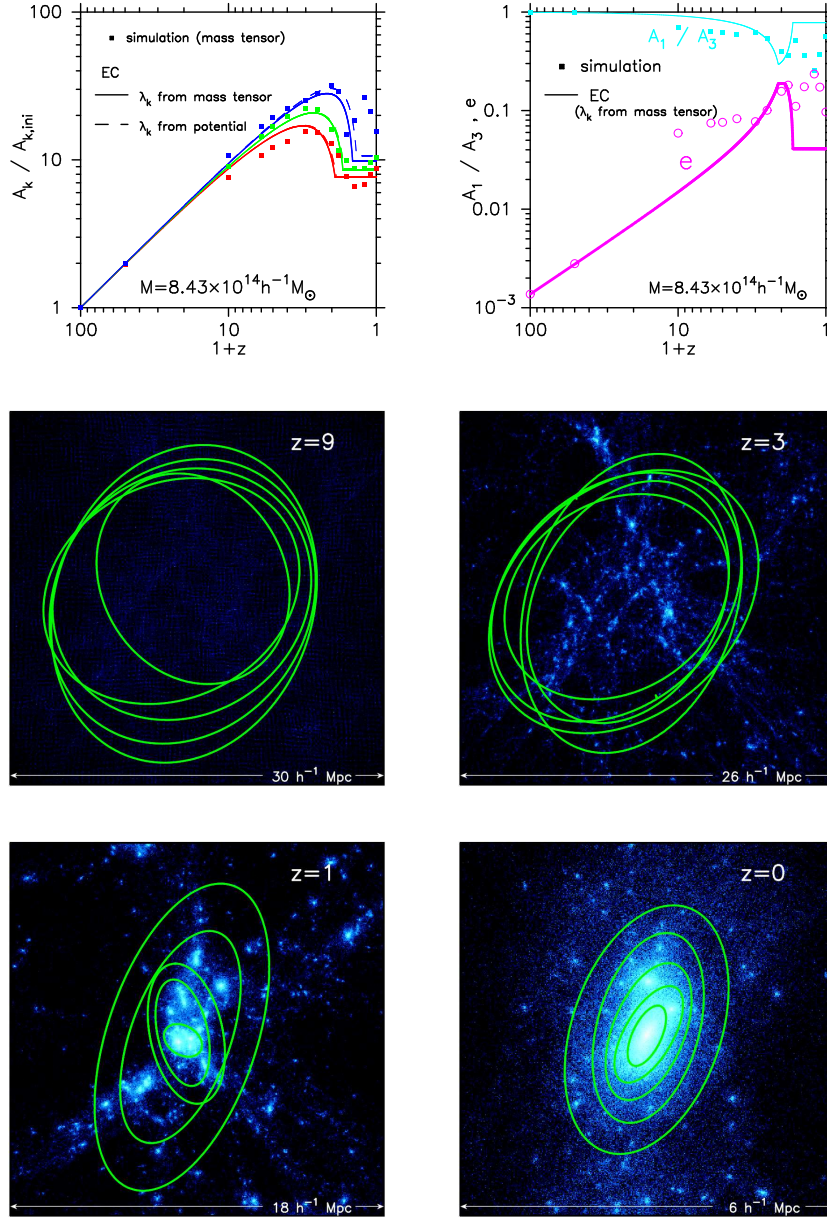 100
10
1
A_k / A_{k,ini}
simulation (mass tensor)
EC
λ_k from mass tensor
λ_k from potential
M=8.43×10^{14}h^{-1}M_⊙
100
10
1
1+z
1
0.1
0.01
10^{-3}
A_1 / A_3 , e
A_1 / A_3
simulation
EC
(λ_k from mass tensor)
e
M=8.43×10^{14}h^{-1}M_⊙
100
10
1
1+z
z=9
30 h^{-1} Mpc
z=3
26 h^{-1} Mpc
z=1
18 h^{-1} Mpc
z=0
6 h^{-1} Mpc